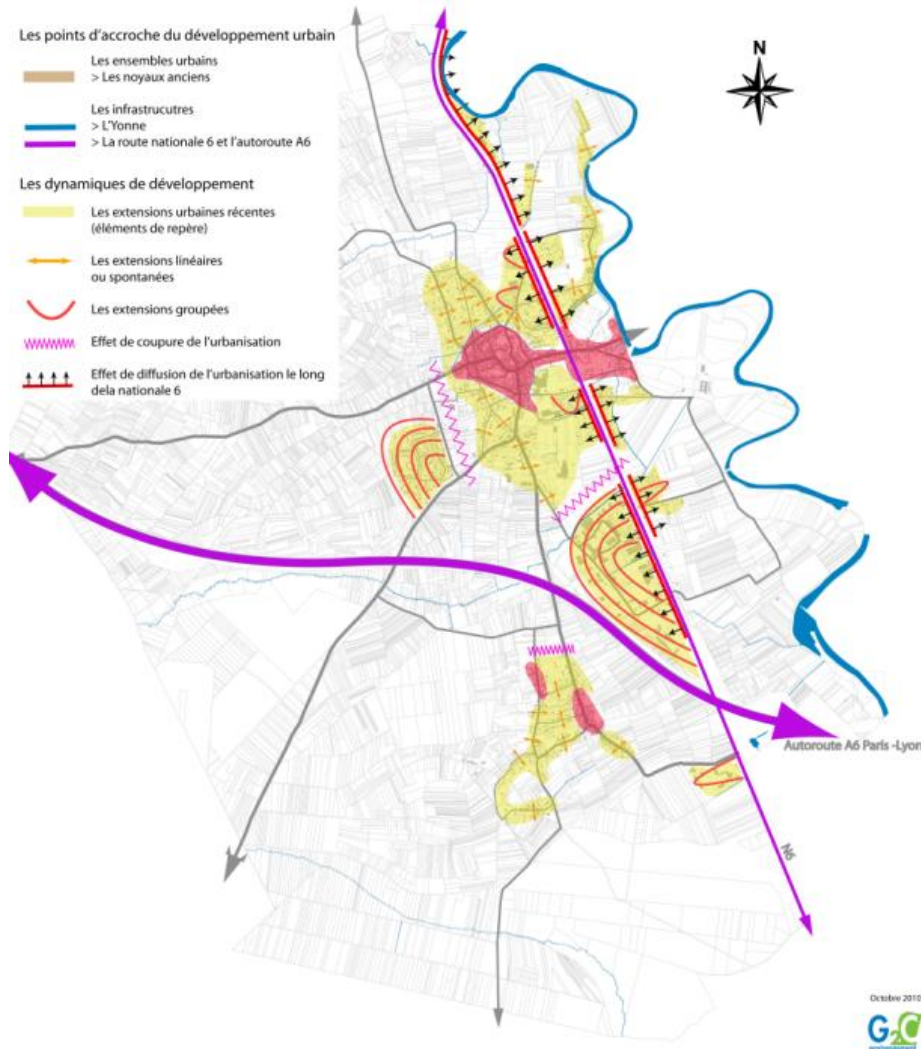 Les points d'accroche du développement urbain
Les ensembles urbains
> Les noyaux anciens
Les infrastrucutres
> L'Yonne
> La route nationale 6 et l'autoroute A6
Les dynamiques de développement
Les extensions urbaines récentes
(éléments de repère)
Les extensions linéaires
ou spontanées
Les extensions groupées
Effet de coupure de l'urbanisation
Effet de diffusion de l'urbanisation le long
dela nationale 6
N
Autoroute A6 Paris -Lyon
N6
Octobre 2010
G2C